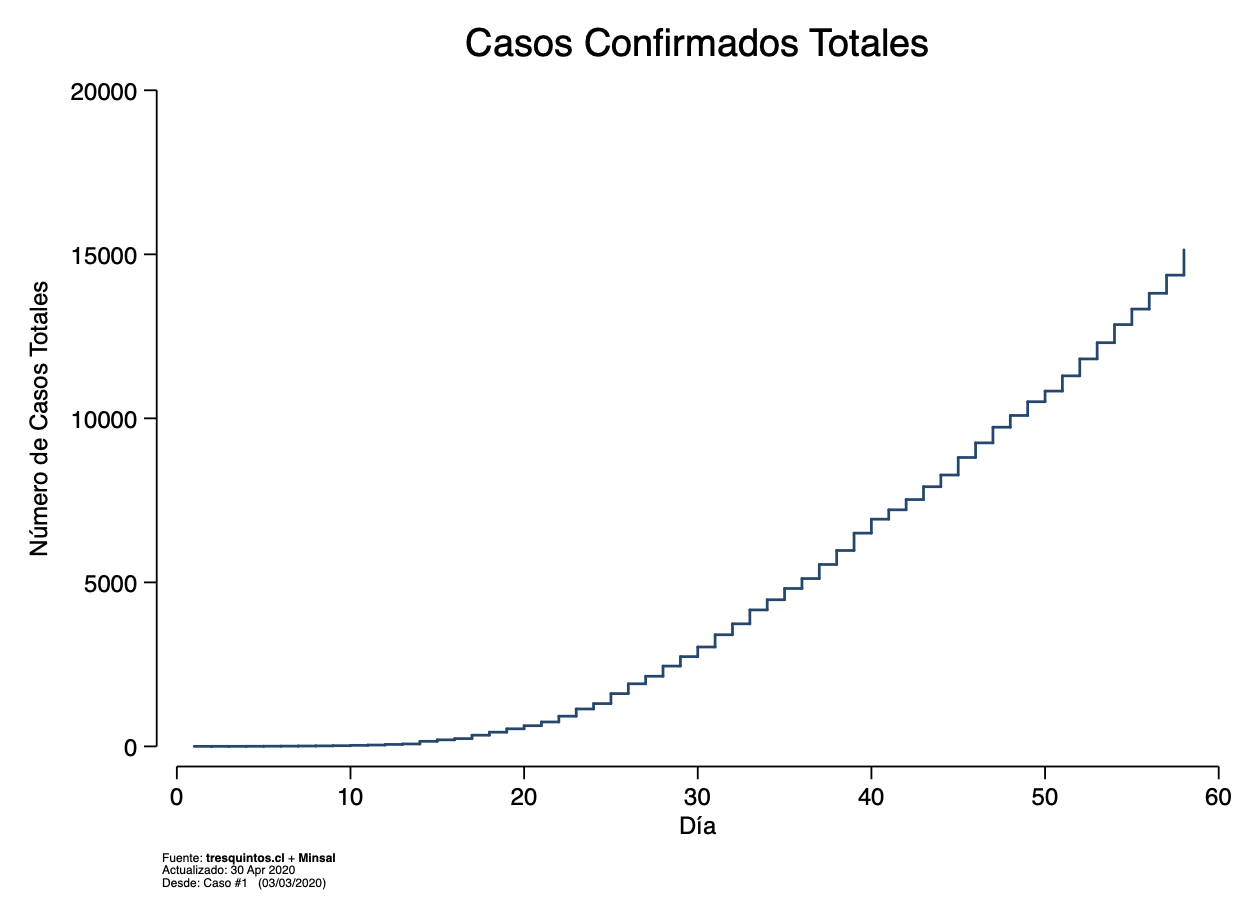 Casos Confirmados Totales
20000
15000
10000
5000
0
Número de Casos Totales
0 10 20 30 40 50 60
Día
Fuente: tresquintos.cl + Minsal
Actualizado: 30 Apr 2020
Desde: Caso #1 (03/03/2020)